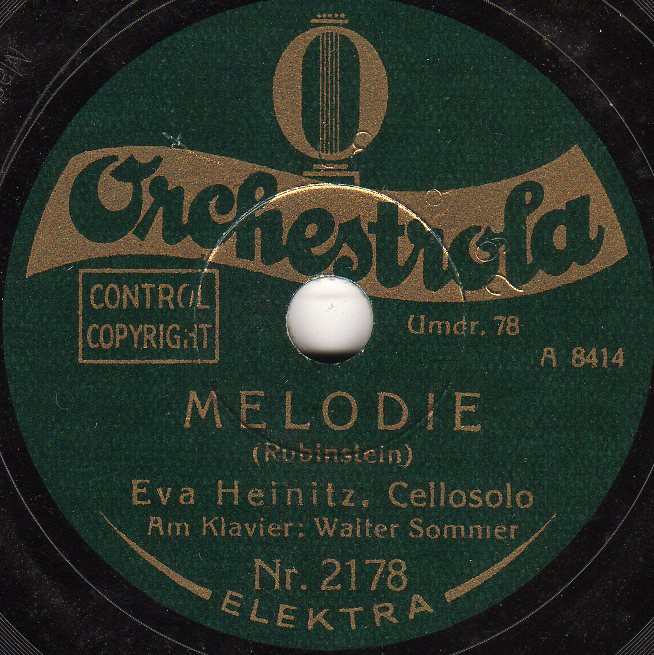 O
Orchestrola
CONTROL
COPYRIGHT
Umdr. 78
A 8414
MELODIE
(Rubinstein)
Eva Heinitz, Cellosolo
Am Klavier: Walter Sommer
Nr. 2178
ELEKTRA